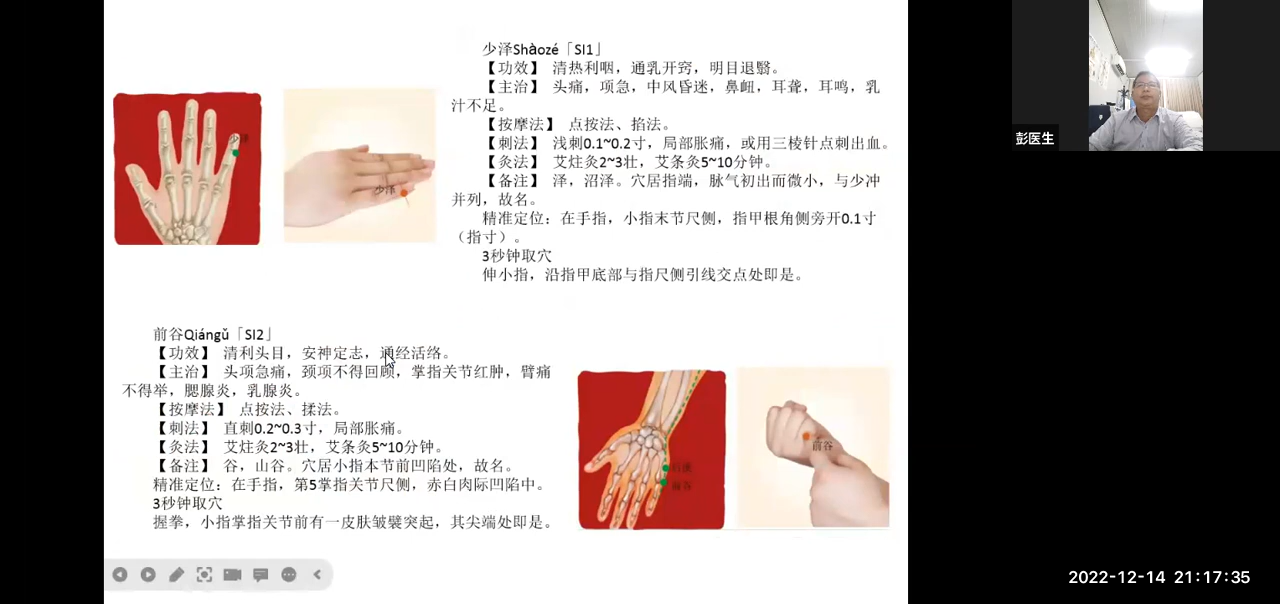 少泽Shàozé「SI1」
【功效】 清热利咽，通乳开窍，明目退翳。
【主治】 头痛，项急，中风昏迷，鼻衄，耳聋，耳鸣，乳
汁不足。
【按摩法】 点按法、掐法。
【刺法】 浅刺0.1~0.2寸，局部胀痛，或用三棱针点刺出血。
【灸法】 艾炷灸2~3壮，艾条灸5~10分钟。
【备注】 泽，沼泽。穴居指端，脉气初出而微小，与少冲
并列，故名。
精准定位：在手指，小指末节尺侧，指甲根角侧旁开0.1寸
（指寸）。
3秒钟取穴
伸小指，沿指甲底部与指尺侧引线交点处即是。
少泽
少泽
前谷Qiángǔ「SI2」
【功效】 清利头目，安神定志，通经活络。
【主治】 头项急痛，颈项不得回顾，掌指关节红肿，臂痛
不得举，腮腺炎，乳腺炎。
【按摩法】 点按法、揉法。
【刺法】 直刺0.2~0.3寸，局部胀痛。
【灸法】 艾炷灸2~3壮，艾条灸5~10分钟。
【备注】 谷，山谷。穴居小指本节前凹陷处，故名。
精准定位：在手指，第5掌指关节尺侧，赤白肉际凹陷中。
3秒钟取穴
握拳，小指掌指关节前有一皮肤皱襞突起，其尖端处即是。
后溪
前谷
前谷
彭医生
2022-12-14 21:17:35